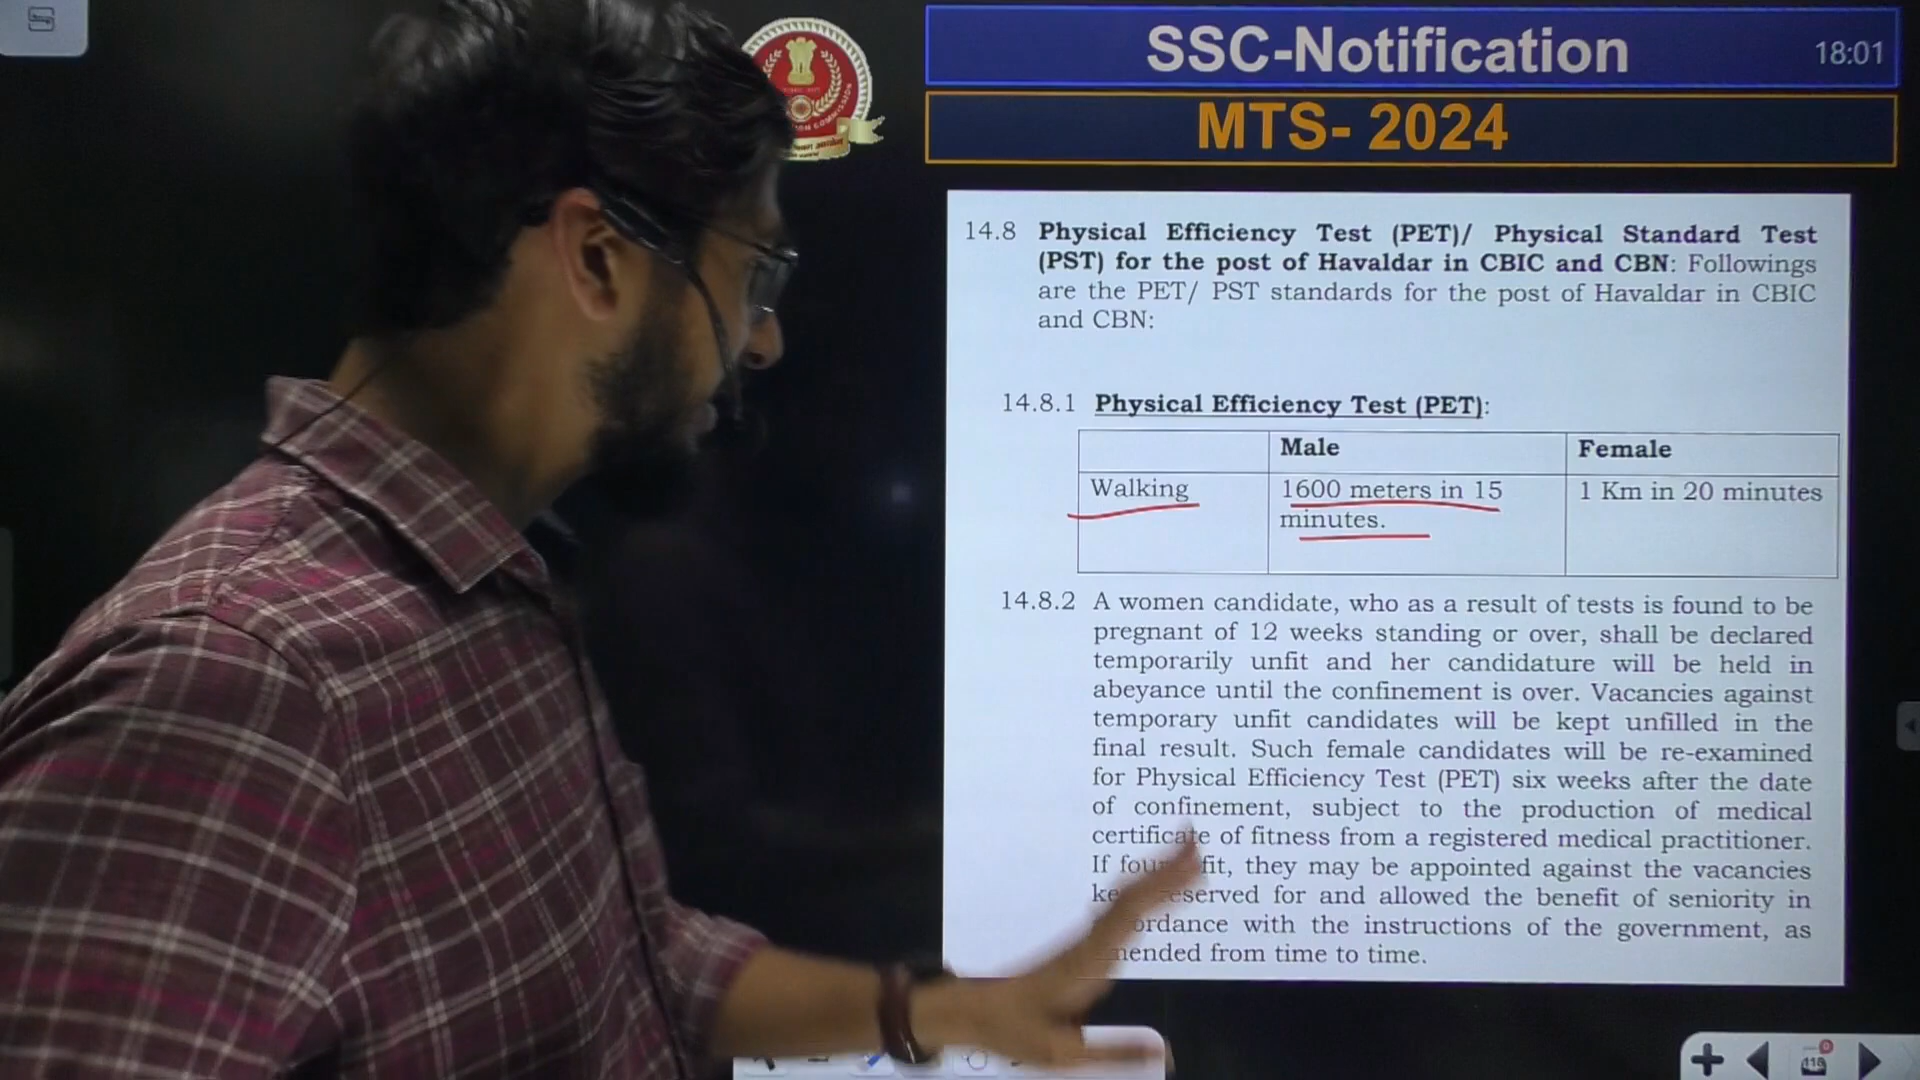 SSC-Notification
18:01
MTS- 2024
14.8 Physical Efficiency Test (PET)/ Physical Standard Test
(PST) for the post of Havaldar in CBIC and CBN: Followings
are the PET/ PST standards for the post of Havaldar in CBIC
and CBN:
14.8.1 Physical Efficiency Test (PET):
Male Female
Walking 1600 meters in 15 1 Km in 20 minutes
minutes.
14.8.2 A women candidate, who as a result of tests is found to be
pregnant of 12 weeks standing or over, shall be declared
temporarily unfit and her candidature will be held in
abeyance until the confinement is over. Vacancies against
temporary unfit candidates will be kept unfilled in the
final result. Such female candidates will be re-examined
for Physical Efficiency Test (PET) six weeks after the date
of confinement, subject to the production of medical
certificate of fitness from a registered medical practitioner.
If fit, they may be appointed against the vacancies
for and allowed the benefit of seniority in
with the instructions of the government, as
from time to time.